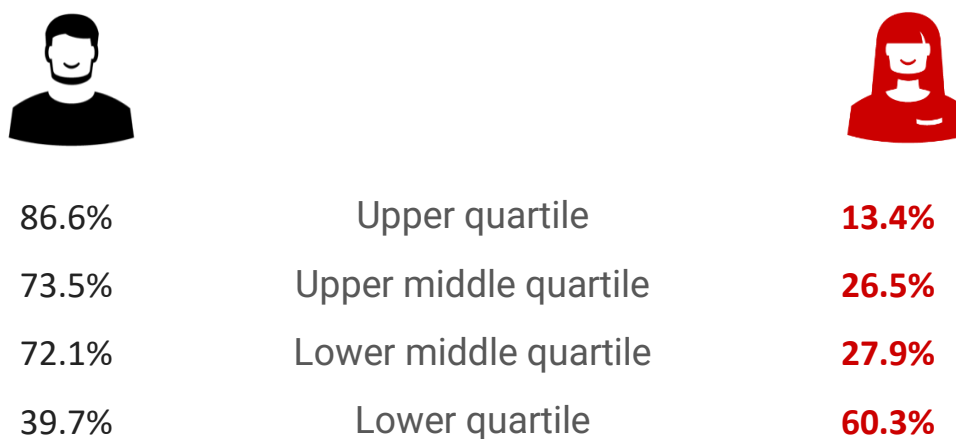 86.6% Upper quartile 13.4%
73.5% Upper middle quartile 26.5%
72.1% Lower middle quartile 27.9%
39.7% Lower quartile 60.3%